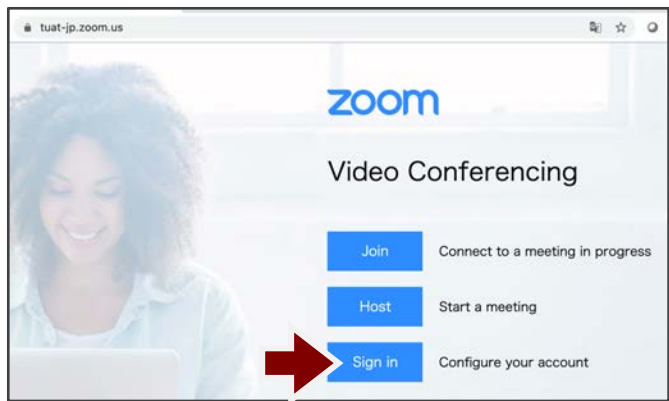 tuat-jp.zoom.us
zoom
Video Conferencing
Join Connect to a meeting in progress
Host Start a meeting
Sign in Configure your account